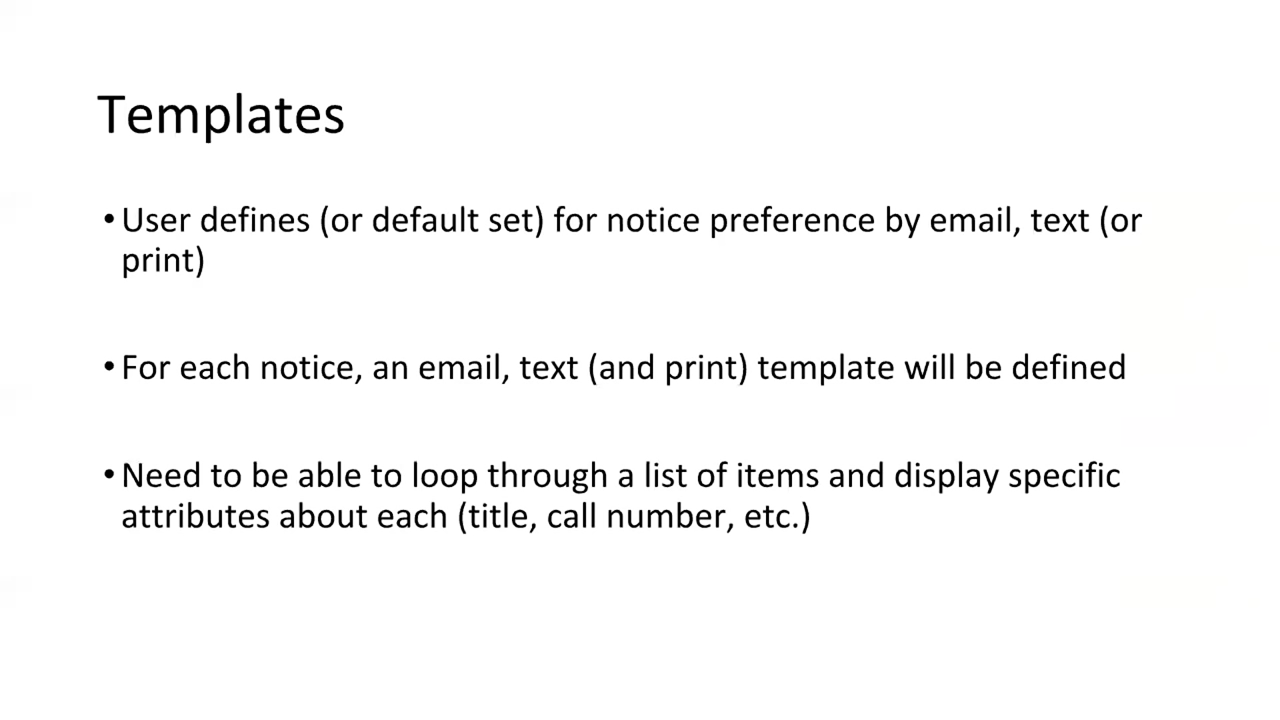 Templates
•User defines (or default set) for notice preference by email, text (or
print)
•For each notice, an email, text (and print) template will be defined
•Need to be able to loop through a list of items and display specific
attributes about each (title, call number, etc.)